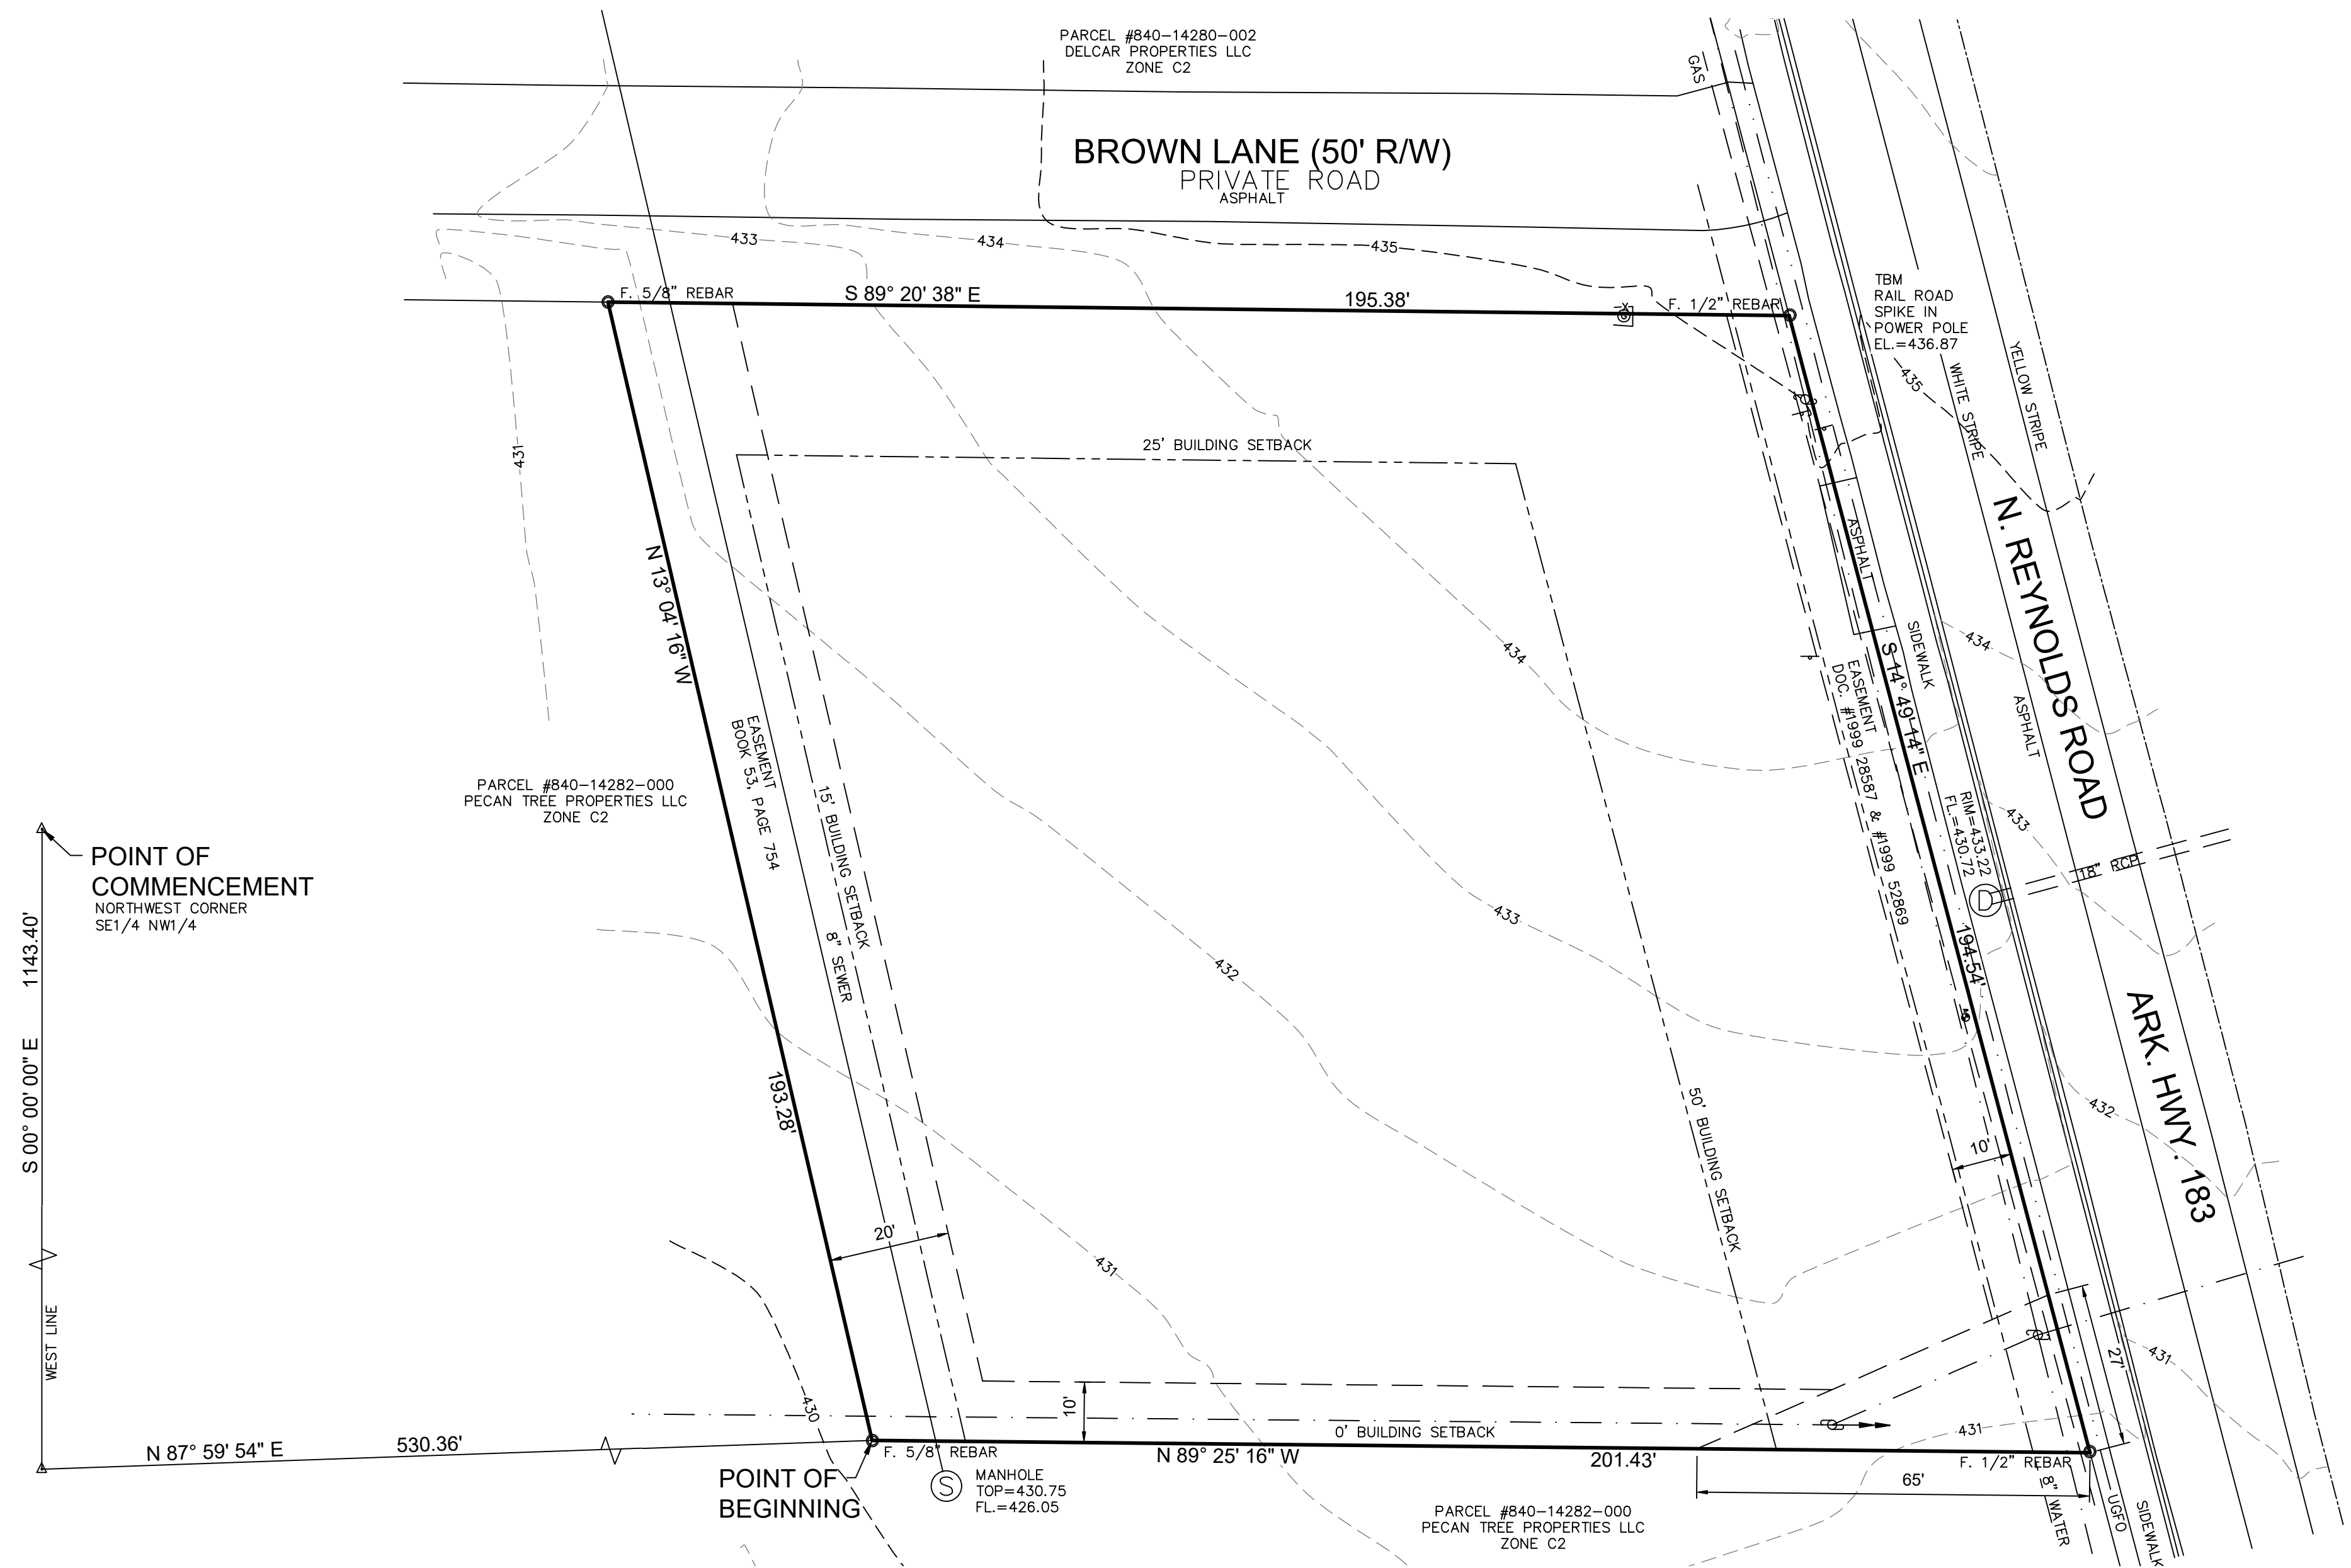 PARCEL #840-14280-002
DELCAR PROPERTIES LLC
ZONE C2
GAS
BROWN LANE (50' R/W)
PRIVATE ROAD
ASPHALT
433
434
435
F. 5/8" REBAR
S 89° 20' 38" E
195.38'
F. 1/2" REBAR
TBM
RAIL ROAD
SPIKE IN
POWER POLE
EL.=436.87
435
WHITE STRIPE
YELLOW STRIPE
431
25' BUILDING SETBACK
ASPHALT
N. REYNOLDS ROAD
N 13° 04' 16" W
SIDEWALK
434
434
S 14° 49' 14" E
EASEMENT
DOC. #1999 28587 & #1999 52869
ASPHALT
EASEMENT
BOOK 53, PAGE 754
PARCEL #840-14282-000
PECAN TREE PROPERTIES LLC
ZONE C2
15' BUILDING SETBACK
RIM=433.22
FL.=430.72
433
POINT OF
COMMENCEMENT
NORTHWEST CORNER
SE1/4 NW1/4
18" RCP
D
433
1143.40'
8" SEWER
432
194.54'
ARK. HWY. 183
S 00° 00' 00" E
193.28'
50' BUILDING SETBACK
432
10'
20'
431
WEST LINE
27'
431
430
10'
0' BUILDING SETBACK
431
N 87° 59' 54" E
530.36'
F. 5/8" REBAR
N 89° 25' 16" W
201.43'
F. 1/2" REBAR
POINT OF
BEGINNING
S
MANHOLE
TOP=430.75
FL.=426.05
65'
8" WATER
UGFO
SIDEWALK
PARCEL #840-14282-000
PECAN TREE PROPERTIES LLC
ZONE C2